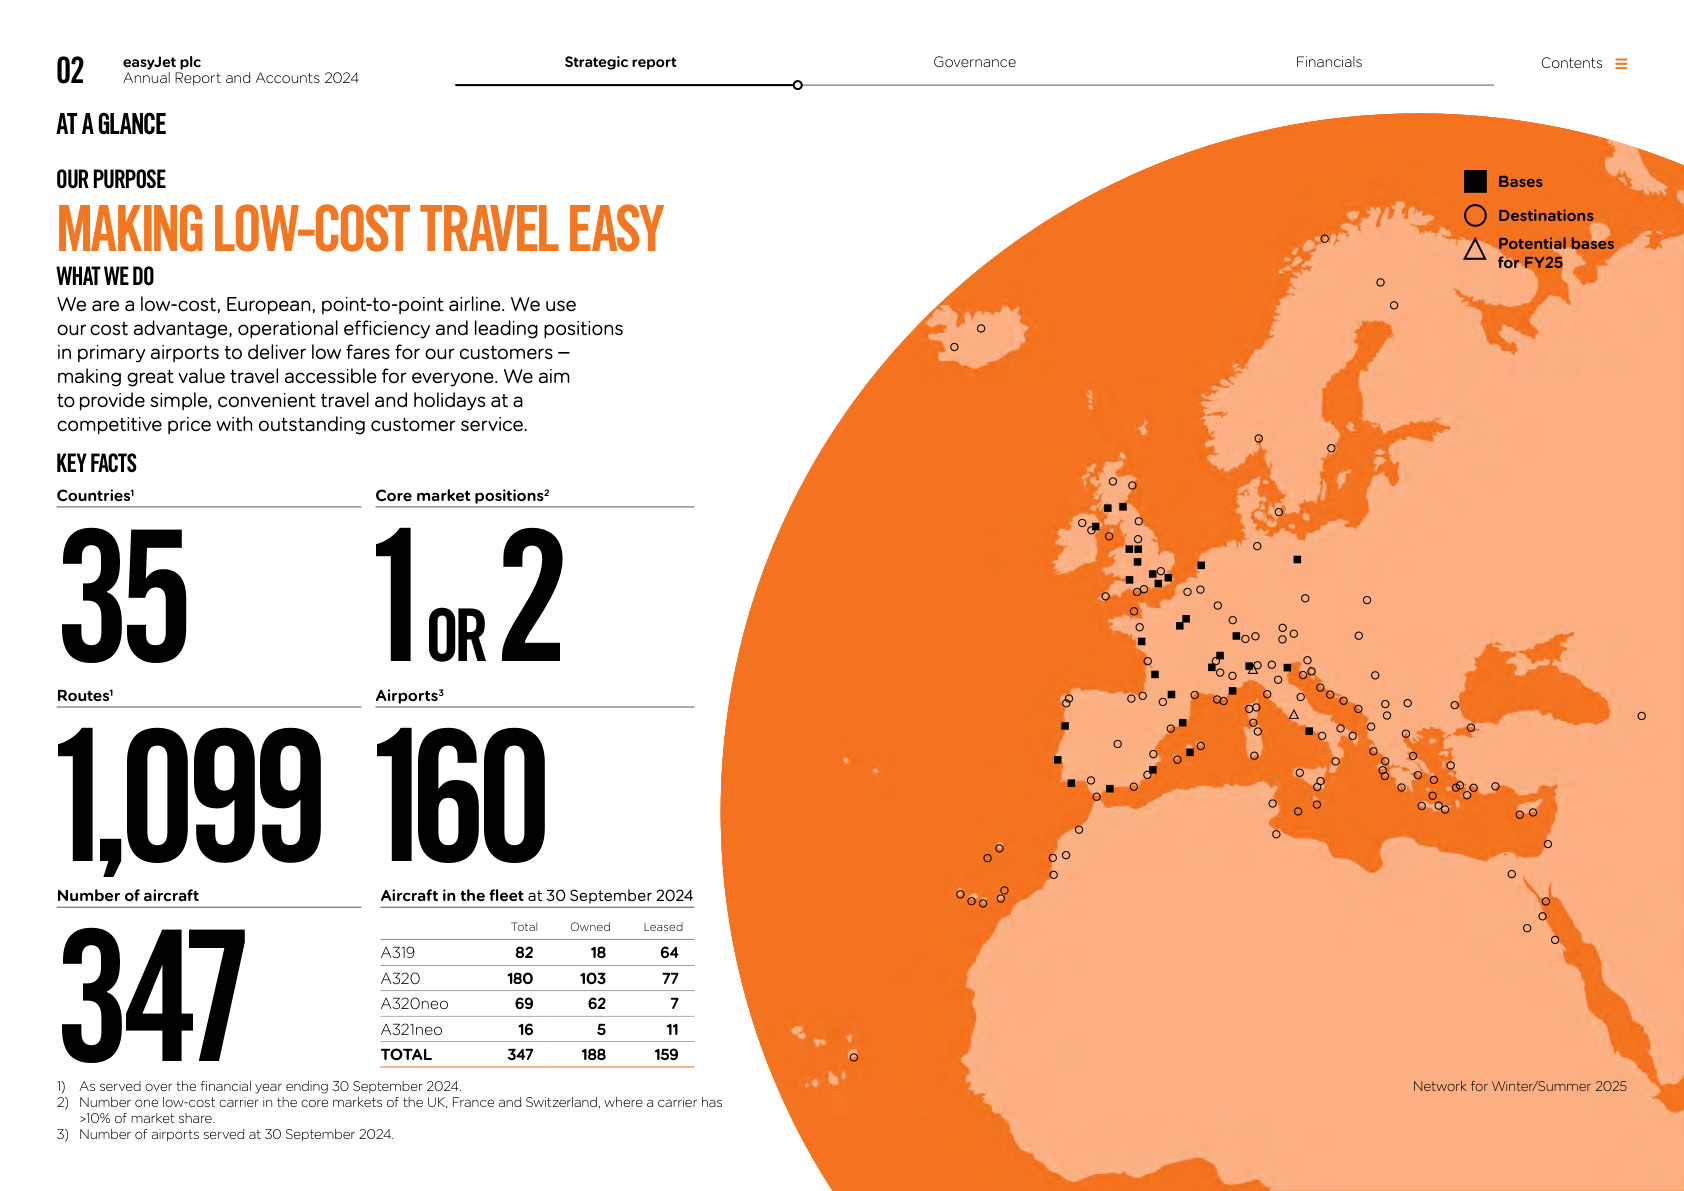 02
easyJet plc
Annual Report and Accounts 2024
Strategic report
Governance
Financials
Contents
AT A GLANCE
OUR PURPOSE
MAKING LOW-COST TRAVEL EASY
WHAT WE DO
We are a low-cost, European, point-to-point airline. We use
our cost advantage, operational efficiency and leading positions
in primary airports to deliver low fares for our customers –
making great value travel accessible for everyone. We aim
to provide simple, convenient travel and holidays at a
competitive price with outstanding customer service.
KEY FACTS
Countries¹
35
Core market positions²
1 OR 2
Routes¹
1,099
Airports³
160
Number of aircraft
347
Aircraft in the fleet at 30 September 2024
Total Owned Leased
A319 82 18 64
A320 180 103 77
A320neo 69 62 7
A321neo 16 5 11
TOTAL 347 188 159
1) As served over the financial year ending 30 September 2024.
2) Number one low-cost carrier in the core markets of the UK, France and Switzerland, where a carrier has
>10% of market share.
3) Number of airports served at 30 September 2024.
Bases
Destinations
Potential bases
for FY25
Network for Winter/Summer 2025